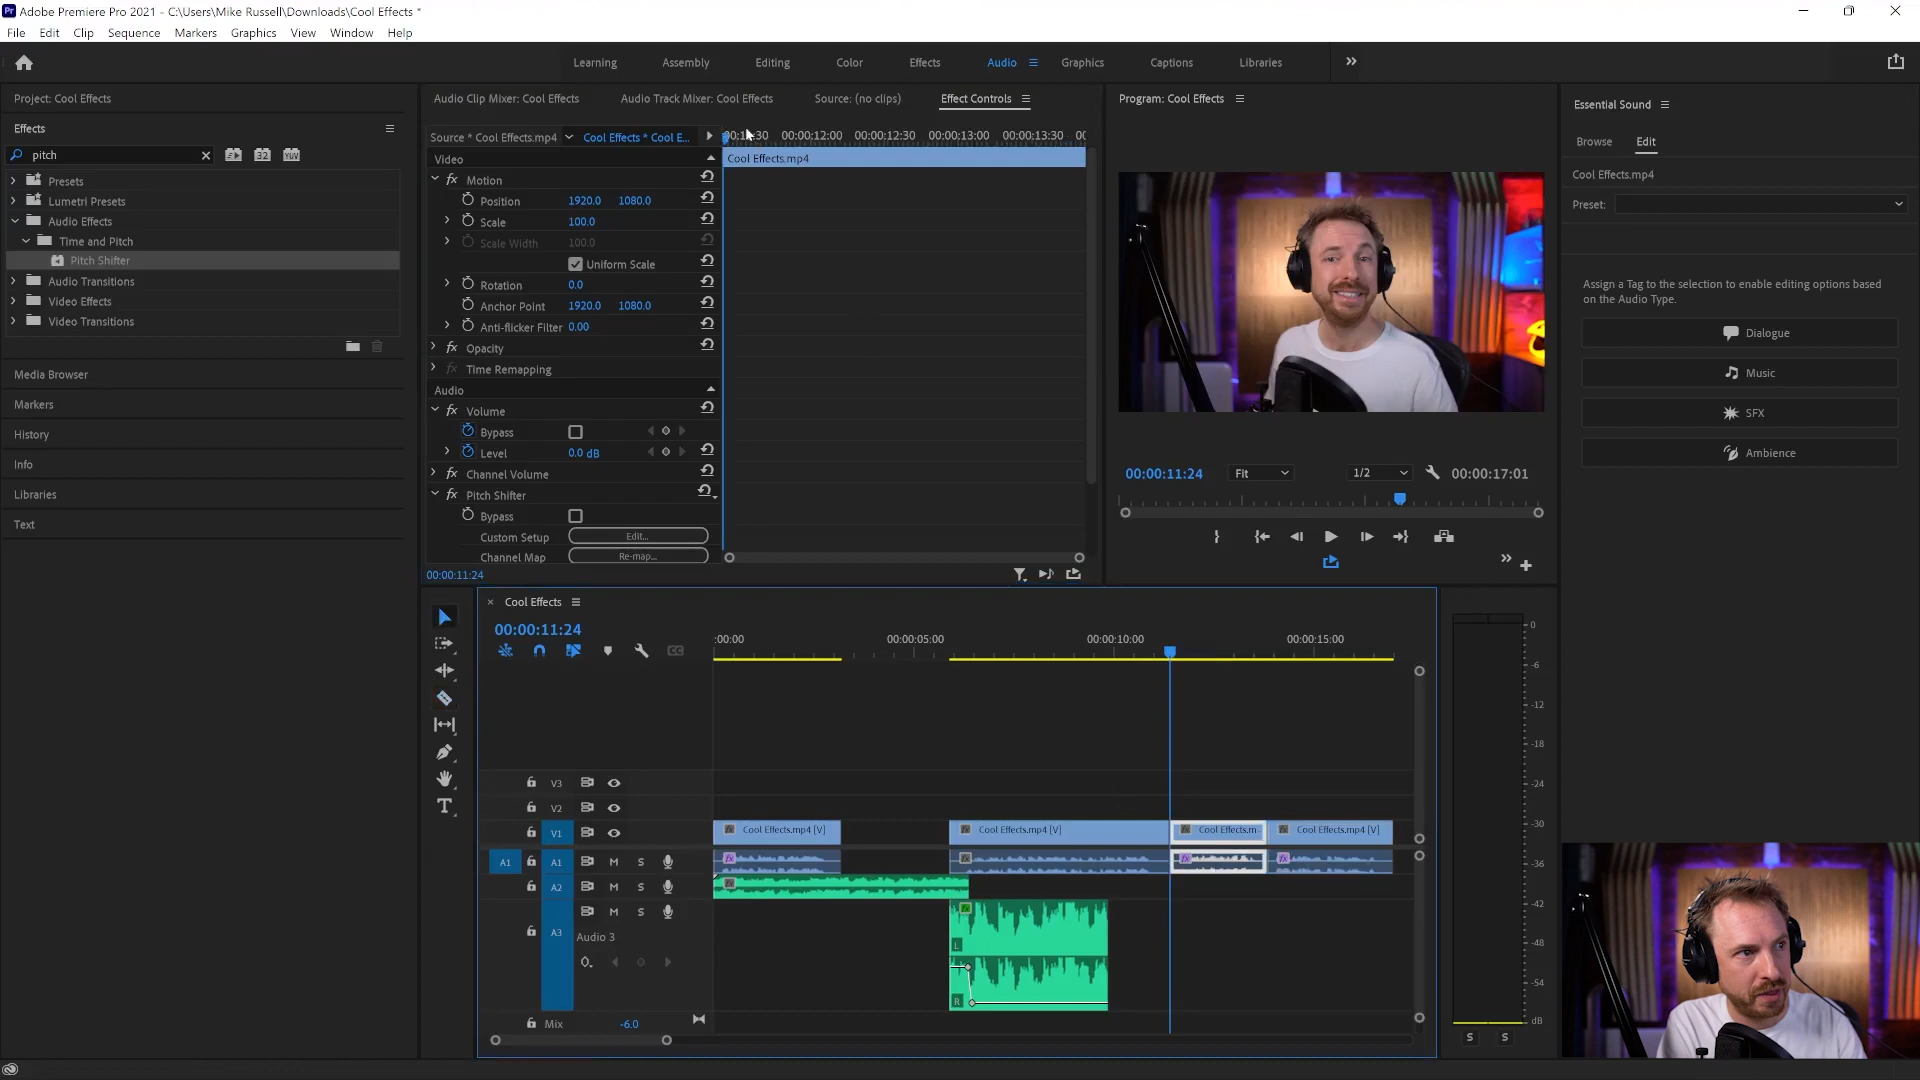 Adobe Premiere Pro 2021 - C:\Users\Mike Russell\Downloads\Cool Effects *
File Edit Clip Sequence Markers Graphics View Window Help
Learning Assembly Editing Color Effects Audio Graphics Captions Libraries
Project: Cool Effects
Effects
pitch
Presets
Lumetri Presets
Audio Effects
Time and Pitch
Pitch Shifter
Audio Transitions
Video Effects
Video Transitions
Media Browser
Markers
History
Info
Libraries
Text
Audio Clip Mixer: Cool Effects Audio Track Mixer: Cool Effects Source: (no clips) Effect Controls
Source * Cool Effects.mp4 Cool Effects * Cool E...
00:12:00 00:00:12:00 00:00:12:30 00:00:13:00 00:00:13:30
Video
Cool Effects.mp4
Motion
Position 1920.0 1080.0
Scale 100.0
Scale Width 100.0
Uniform Scale
Rotation 0.0
Anchor Point 1920.0 1080.0
Anti-flicker Filter 0.00
Opacity
Time Remapping
Audio
Volume
Bypass
Level 0.0 dB
Channel Volume
Pitch Shifter
Bypass
Custom Setup Edit...
Channel Map Re-map...
00:00:11:24
Program: Cool Effects
00:00:11:24 Fit 1/2 00:00:17:01
Essential Sound
Browse Edit
Cool Effects.mp4
Preset:
Assign a Tag to the selection to enable editing options based
on the Audio Type.
Dialogue
Music
SFX
Ambience
Cool Effects
00:00:11:24
:00:00 00:00:05:00 00:00:10:00 00:00:15:00
V3
V2
V1
Cool Effects.mp4 [V] Cool Effects.mp4 [V] Cool Effects.m Cool Effects.mp4 [V]
A1 A1 M S
A2 M S
M S
A3 Audio 3
L
R
Mix -6.0
0
-6
-12
-18
-24
-30
-36
-42
-48
-54
dB
S S